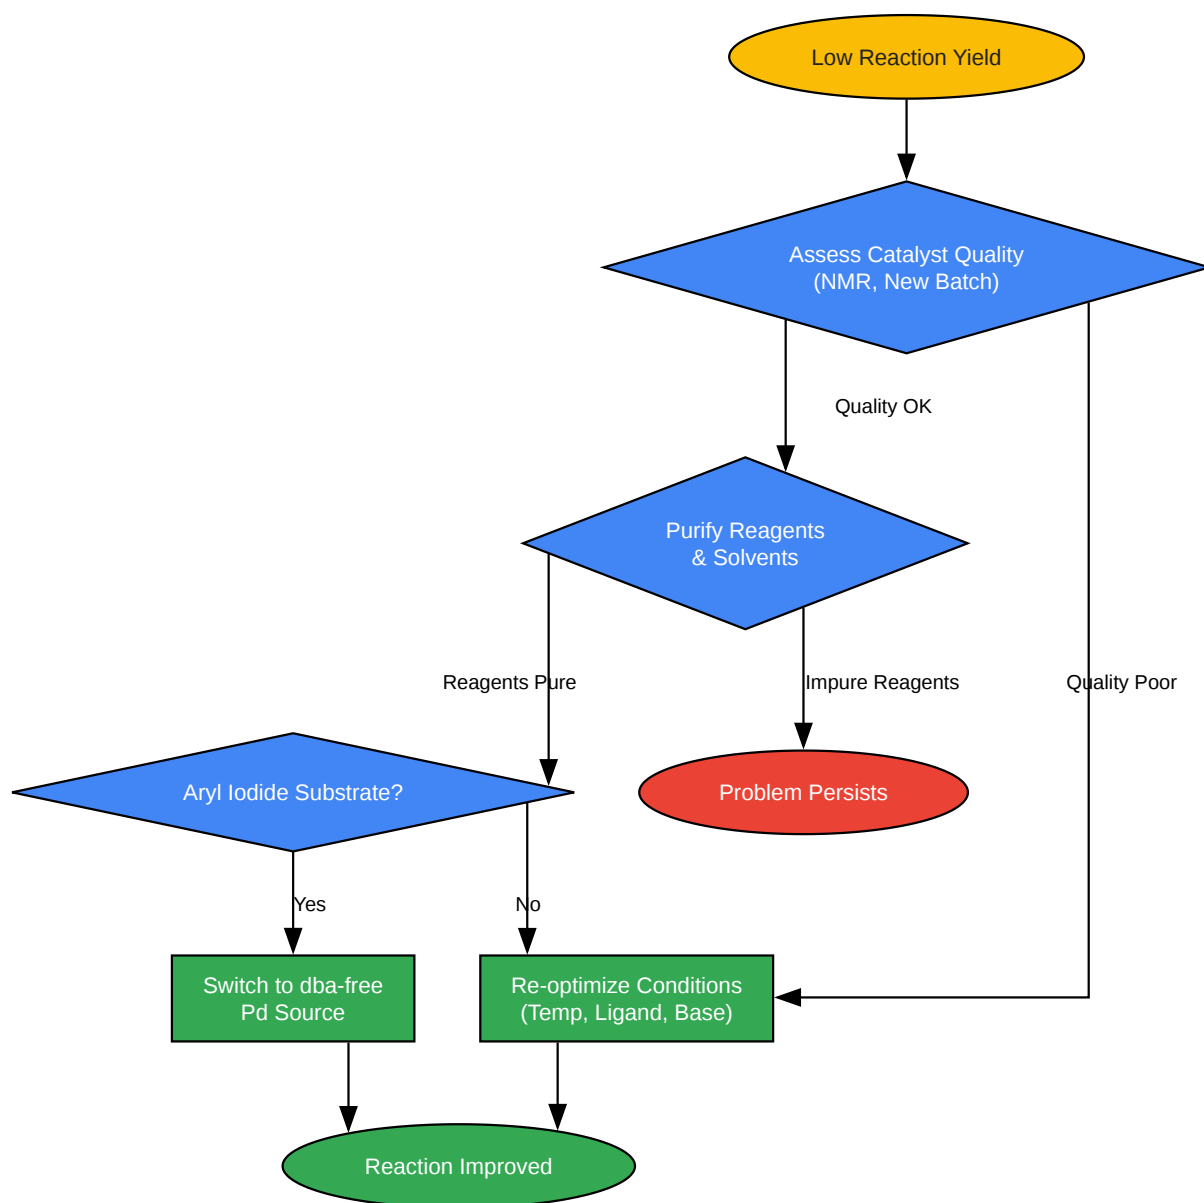 Low Reaction Yield
Assess Catalyst Quality
(NMR, New Batch)
Quality OK
Purify Reagents
& Solvents
Reagents Pure
Impure Reagents
Quality Poor
Aryl Iodide Substrate?
Problem Persists
Yes
No
Switch to dba-free
Pd Source
Re-optimize Conditions
(Temp, Ligand, Base)
Reaction Improved